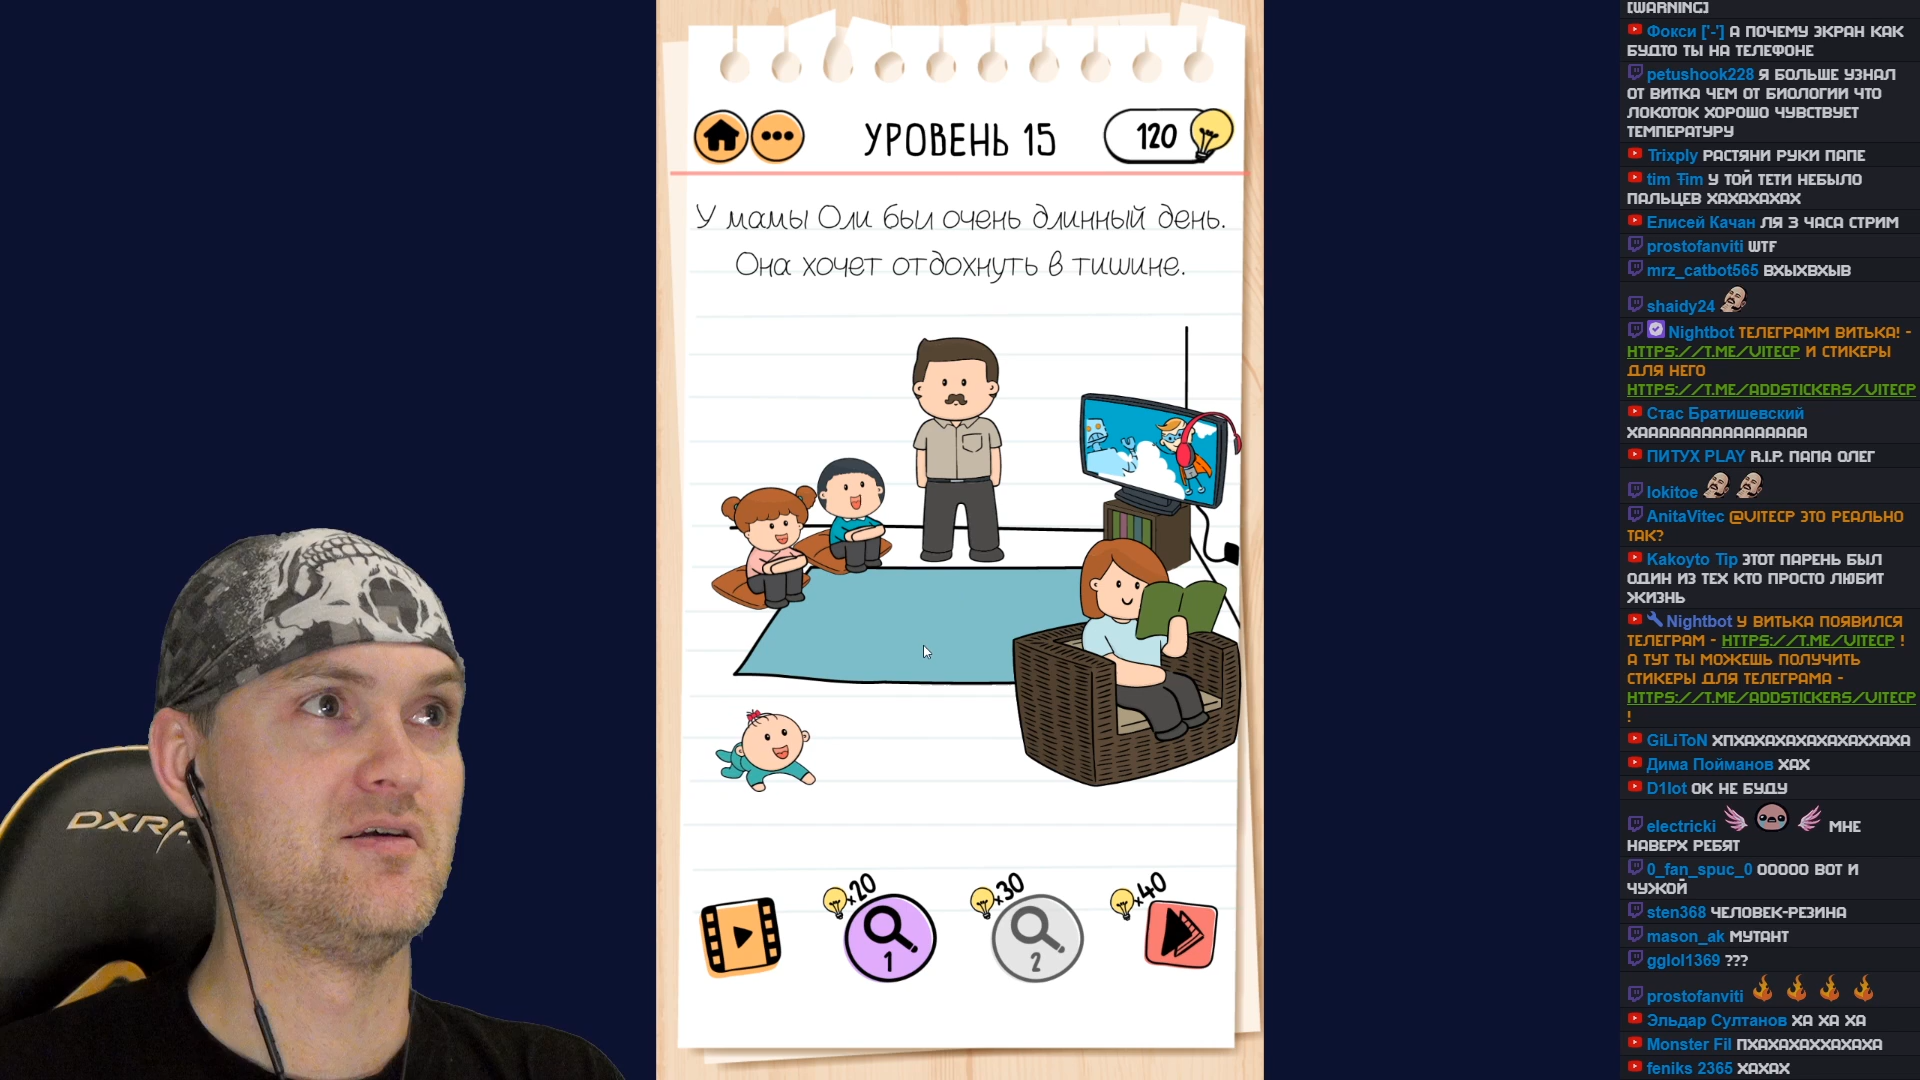 УРОВЕНЬ 15
120
У мамы Оли был очень длинный день.
Она хочет отдохнуть в тишине.
x20
x30
x40
1
2
DXRA
[WARNING]
Фокси ['-'] А ПОЧЕМУ ЭКРАН КАК
БУДТО ТЫ НА ТЕЛЕФОНЕ
petushook228 Я БОЛЬШЕ УЗНАЛ
ОТ ВИТКА ЧЕМ ОТ БИОЛОГИИ ЧТО
ЛОКОТОК ХОРОШО ЧУВСТВУЕТ
ТЕМПЕРАТУРУ
Trixply РАСТЯНИ РУКИ ПАПЕ
tim Tim У ТОЙ ТЕТИ НЕБЫЛО
ПАЛЬЦЕВ ХАХАХАХАХ
Елисей Качан ЛЯ 3 ЧАСА СТРИМ
prostofanviti WTF
mrz_catbot565 ВХЫХВХЫВ
shaidy24
Nightbot ТЕЛЕГРАММ ВИТЬКА! -
HTTPS://T.ME/VITECP И СТИКЕРЫ
ДЛЯ НЕГО
HTTPS://T.ME/ADDSTICKERS/VITECP
Стас Братишевский
ХАААААААААААААААА
ПИТУХ PLAY R.I.P. ПАПА ОЛЕГ
lokitoe
AnitaVitec @VITECP ЭТО РЕАЛЬНО
ТАК?
Kakoyto Tip ЭТОТ ПАРЕНЬ БЫЛ
ОДИН ИЗ ТЕХ КТО ПРОСТО ЛЮБИТ
ЖИЗНЬ
Nightbot У ВИТЬКА ПОЯВИЛСЯ
ТЕЛЕГРАМ - HTTPS://T.ME/VITECP !
А ТУТ ТЫ МОЖЕШЬ ПОЛУЧИТЬ
СТИКЕРЫ ДЛЯ ТЕЛЕГРАМА -
HTTPS://T.ME/ADDSTICKERS/VITECP
!
GiLiToN ХПХАХАХАХАХАХАХХАХА
Дима Пойманов ХАХ
D1lot ОК НЕ БУДУ
electricki МНЕ
НАВЕРХ РЕБЯТ
0_fan_spuc_0 ООООО ВОТ И
ЧУЖОЙ
sten368 ЧЕЛОВЕК-РЕЗИНА
mason_ak МУТАНТ
gglol1369 ???
prostofanviti
Эльдар Султанов ХА ХА ХА
Monster Fil ПХАХАХАХХАХАХА
feniks 2365 ХАХАХ